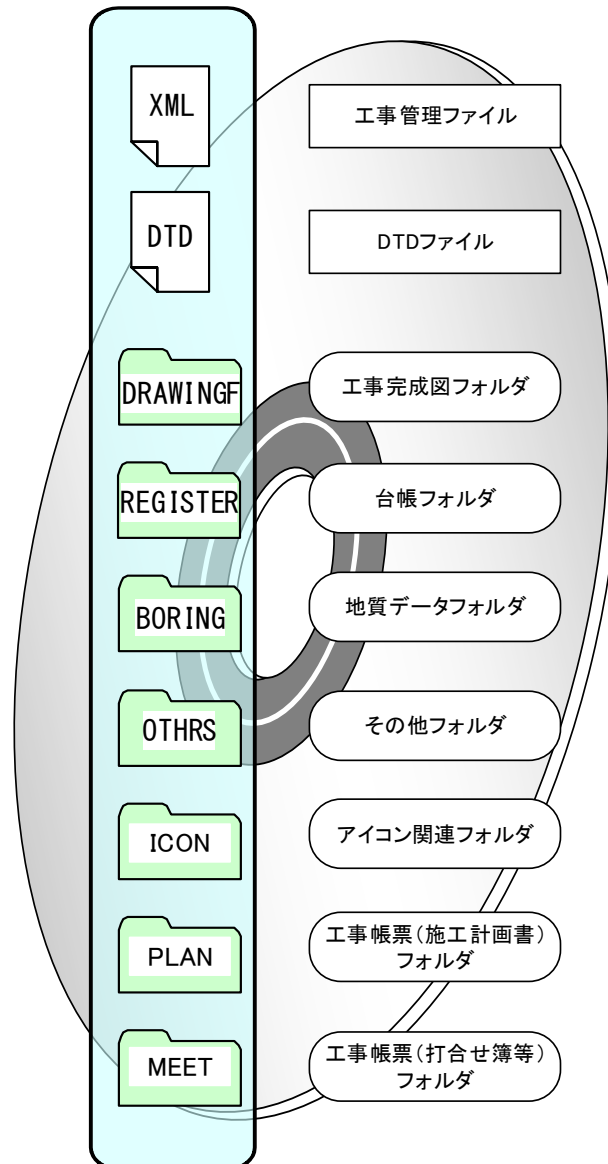 XML
工事管理ファイル
DTD
DTDファイル
DRAWINGF
工事完成図フォルダ
REGISTER
台帳フォルダ
BORING
地質データフォルダ
OTHRS
その他フォルダ
ICON
アイコン関連フォルダ
PLAN
工事帳票(施工計画書)
フォルダ
MEET
工事帳票(打合せ簿等)
フォルダ